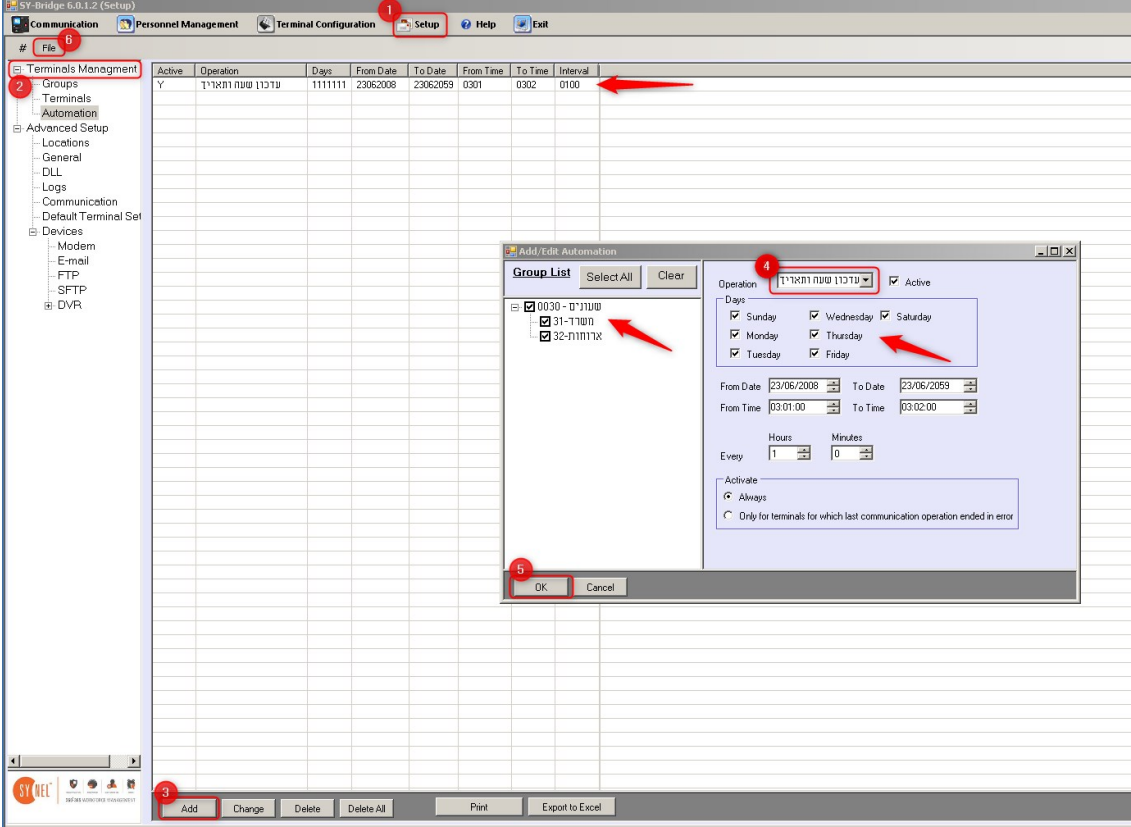 SY-Bridge 6.0.1.2 (Setup)
Communication Personnel Management Terminal Configuration 1 Setup Help Exit
# File 6
Terminals Managment
2 Groups
Terminals
Automation
Advanced Setup
Locations
General
DLL
Logs
Communication
Default Terminal Set
Devices
Modem
E-mail
FTP
SFTP
DVR
Active Operation Days From Date To Date From Time To Time Interval
Y עדכון שעה ותאריך 1111111 23062008 23062059 0301 0302 0100
Add/Edit Automation
Group List Select All Clear
0030 - שעונים
31-משרד
32-ארוחות
4
Operation עדכון שעה ותאריך Active
Days
Sunday Wednesday Saturday
Monday Thursday
Tuesday Friday
From Date 23/06/2008 To Date 23/06/2059
From Time 03:01:00 To Time 03:02:00
Hours Minutes
Every 1 0
Activate
Always
Only for terminals for which last communication operation ended in error
5
OK Cancel
SYNEL
3
Add Change Delete Delete All Print Export to Excel